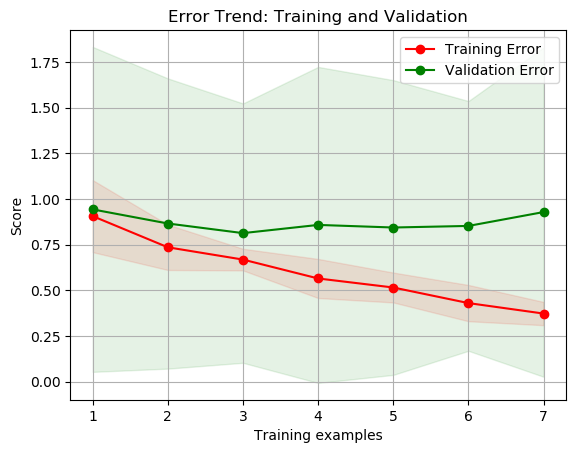 Error Trend: Training and Validation
Training Error
Validation Error
1.75
1.50
1.25
1.00
0.75
0.50
0.25
0.00
Score
1 2 3 4 5 6 7
Training examples